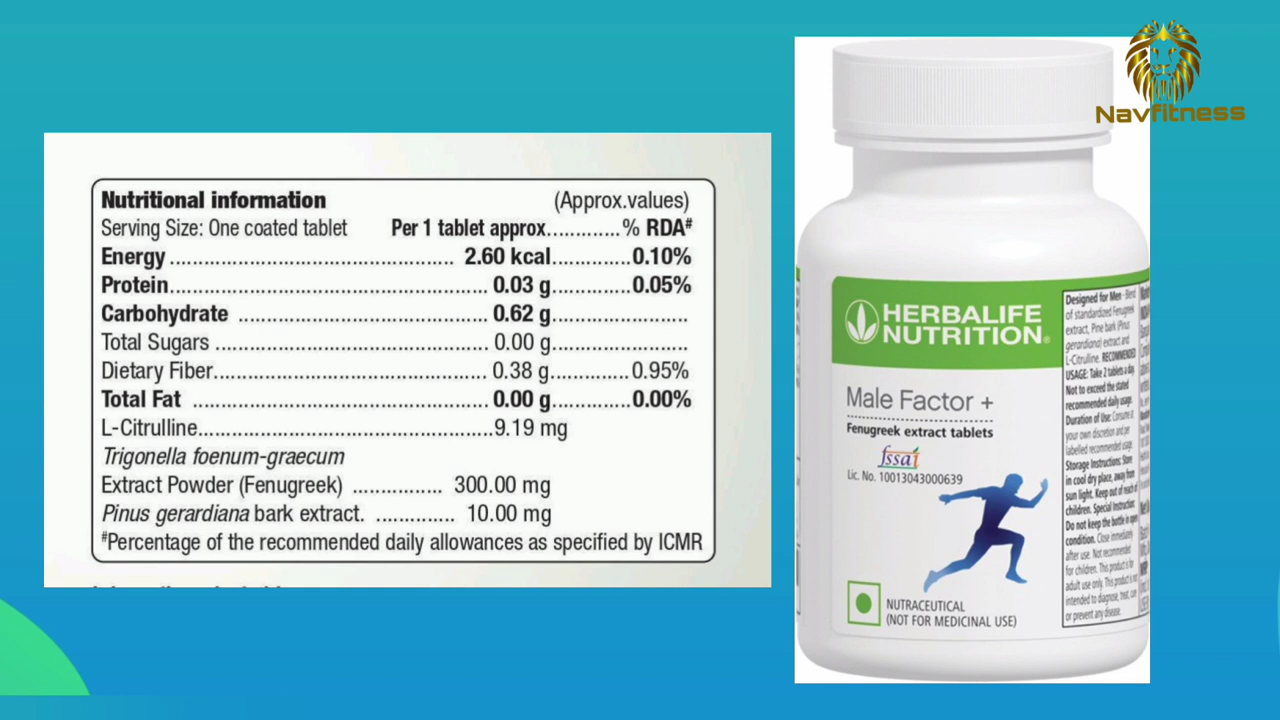 Navfitness
Nutritional information (Approx.values)
Serving Size: One coated tablet Per 1 tablet approx.............% RDA#
Energy ................................................ 2.60 kcal.............0.10%
Protein...................................................... 0.03 g.............0.05%
Carbohydrate .......................................... 0.62 g.......................
Total Sugars .............................................. 0.00 g.......................
Dietary Fiber.............................................. 0.38 g.............0.95%
Total Fat .................................................. 0.00 g.............0.00%
L-Citrulline..................................................9.19 mg
Trigonella foenum-graecum
Extract Powder (Fenugreek) ................ 300.00 mg
Pinus gerardiana bark extract. .............. 10.00 mg
#Percentage of the recommended daily allowances as specified by ICMR
HERBALIFE
NUTRITION®
Male Factor +
Fenugreek extract tablets
fssai
Lic. No. 10013043000639
NUTRACEUTICAL
(NOT FOR MEDICINAL USE)
Designed for Men - Blend
of standardized Fenugreek
extract, Pine bark (Pinus
gerardiana) extract and
L-Citrulline. RECOMMENDED
USAGE: Take 2 tablets a day.
Not to exceed the stated
recommended daily usage.
Duration of Use: Consume at
your own discretion and per
labelled recommended usage.
Storage Instructions: Store
in cool dry place, away from
sun light. Keep out of reach of
children. Special Instruction:
Do not keep the bottle in open
condition. Close immediately
after use. Not recommended
for children. This product is for
adult use only. This product is not
intended to diagnose, treat, cure
or prevent any disease.